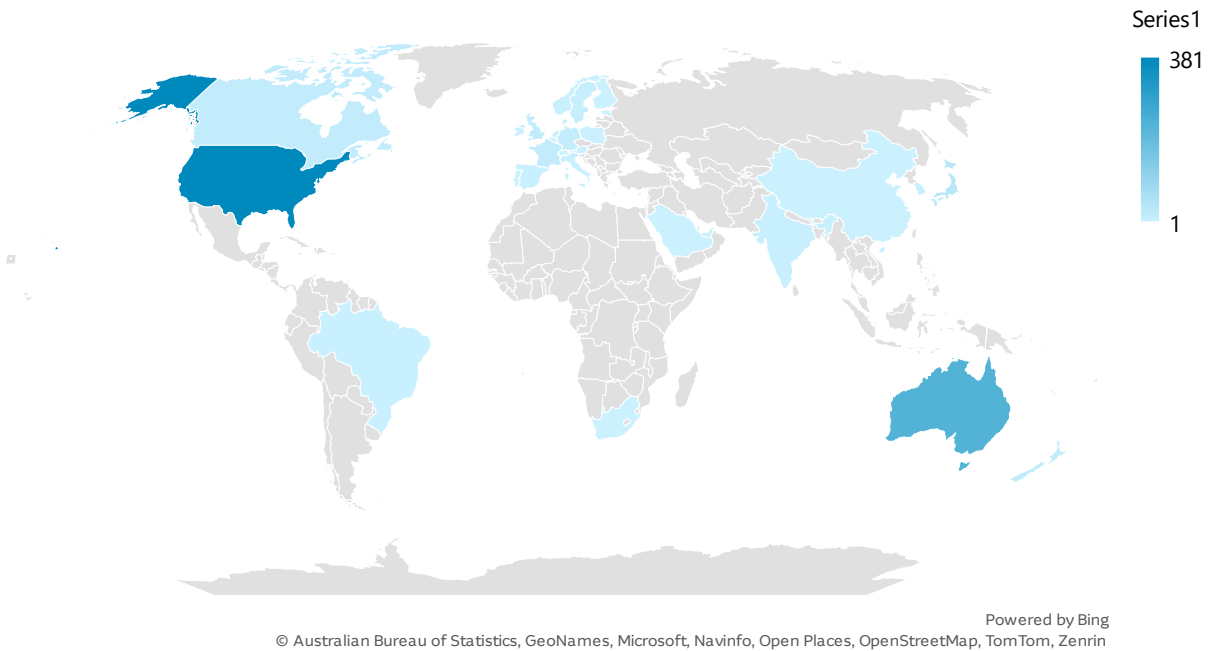 Series1
381
1
Powered by Bing
© Australian Bureau of Statistics, GeoNames, Microsoft, Navinfo, Open Places, OpenStreetMap, TomTom, Zenrin